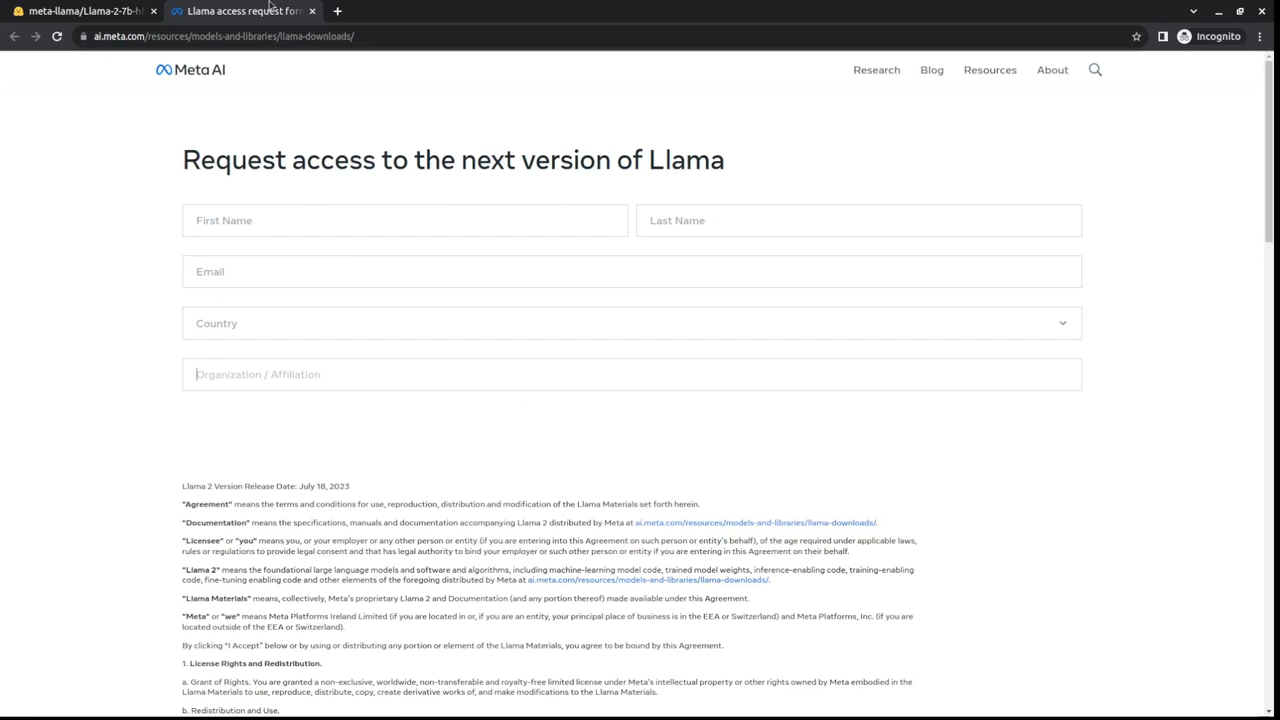 meta-llama/Llama-2-7b-h
Llama access request for
ai.meta.com/resources/models-and-libraries/llama-downloads/
Incognito
Meta AI
Research Blog Resources About
Request access to the next version of Llama
First Name
Last Name
Email
Country
Organization / Affiliation
Llama 2 Version Release Date: July 18, 2023
"Agreement" means the terms and conditions for use, reproduction, distribution and modification of the Llama Materials set forth herein.
"Documentation" means the specifications, manuals and documentation accompanying Llama 2 distributed by Meta at ai.meta.com/resources/models-and-libraries/llama-downloads/.
"Licensee" or "you" means you, or your employer or any other person or entity (if you are entering into this Agreement on such person or entity's behalf), of the age required under applicable laws,
rules or regulations to provide legal consent and that has legal authority to bind your employer or such other person or entity if you are entering in this Agreement on their behalf.
"Llama 2" means the foundational large language models and software and algorithms, including machine-learning model code, trained model weights, inference-enabling code, training-enabling
code, fine-tuning enabling code and other elements of the foregoing distributed by Meta at ai.meta.com/resources/models-and-libraries/llama-downloads/.
"Llama Materials" means, collectively, Meta's proprietary Llama 2 and Documentation (and any portion thereof) made available under this Agreement.
"Meta" or "we" means Meta Platforms Ireland Limited (if you are located in or, if you are an entity, your principal place of business is in the EEA or Switzerland) and Meta Platforms, Inc. (if you are
located outside of the EEA or Switzerland).
By clicking "I Accept" below or by using or distributing any portion or element of the Llama Materials, you agree to be bound by this Agreement.
1. License Rights and Redistribution.
a. Grant of Rights. You are granted a non-exclusive, worldwide, non-transferable and royalty-free limited license under Meta's intellectual property or other rights owned by Meta embodied in the
Llama Materials to use, reproduce, distribute, copy, create derivative works of, and make modifications to the Llama Materials.
b. Redistribution and Use.